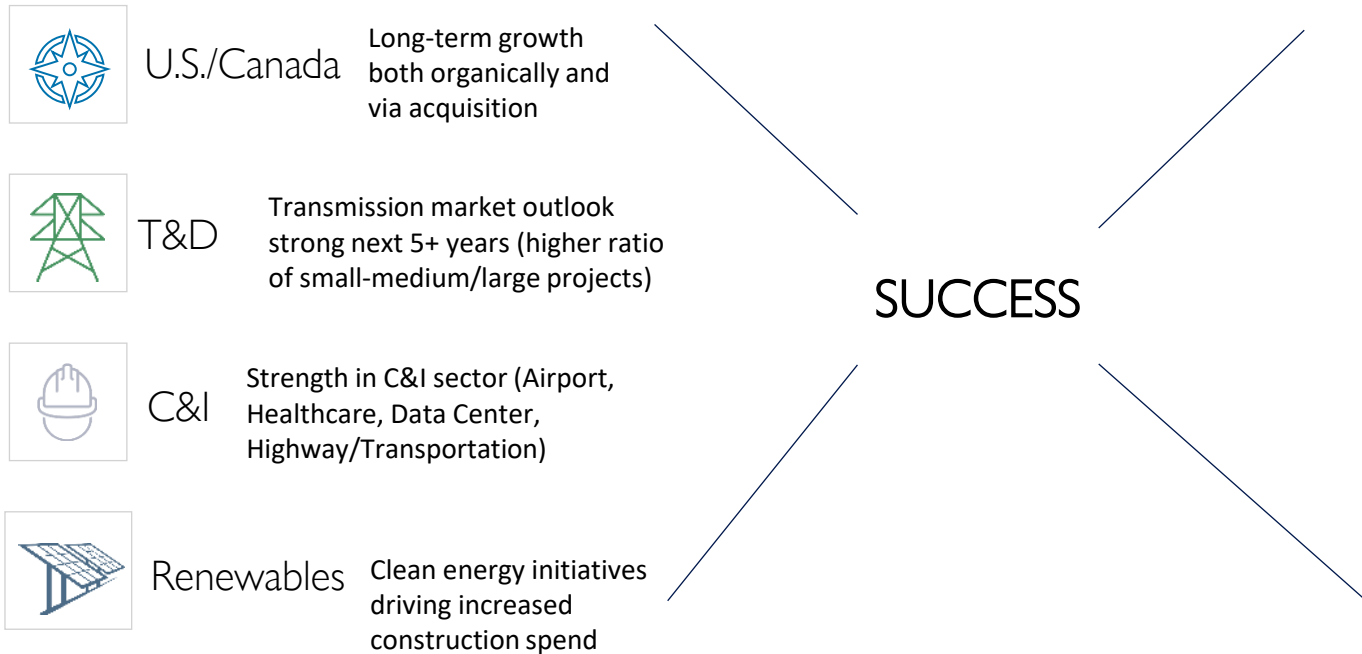 U.S./Canada
Long-term growth
both organically and
via acquisition
T&D
Transmission market outlook
strong next 5+ years (higher ratio
of small-medium/large projects)
SUCCESS
C&I
Strength in C&I sector (Airport,
Healthcare, Data Center,
Highway/Transportation)
Renewables
Clean energy initiatives
driving increased
construction spend